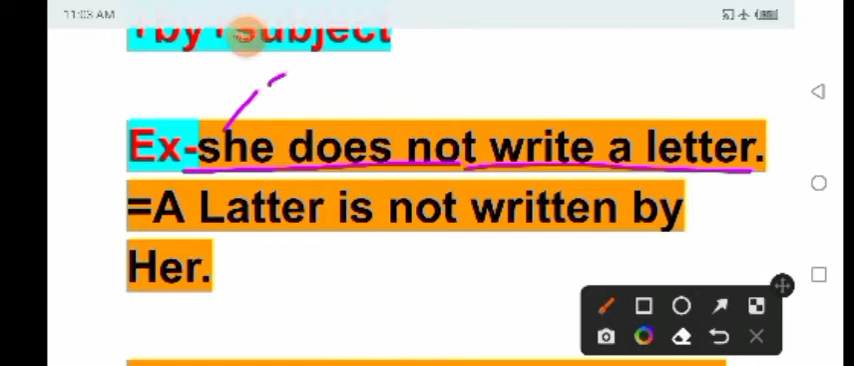 11:03 AM
+by+subject
Ex-she does not write a letter.
=A Latter is not written by
Her.